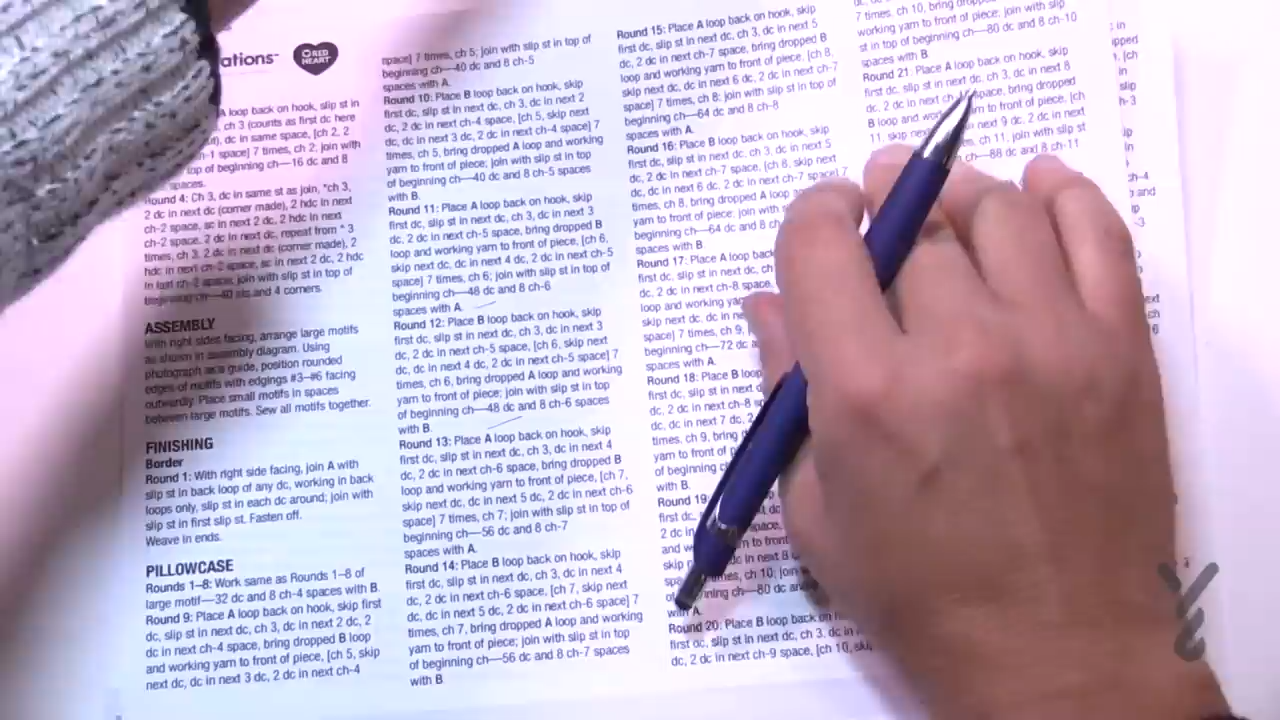 ations™
RED
HEART
A loop back on hook, slip st in
ch 3 (counts as first dc here
dc in same space, [ch 2, 2
-1 space] 7 times, ch 2, join with
top of beginning ch—16 dc and 8
spaces.
Round 4: Ch 3, dc in same st as join, *ch 3,
2 dc in next dc (corner made), 2 hdc in next
ch-2 space, sc in next 2 dc, 2 hdc in next
ch-2 space, 2 dc in next dc, repeat from * 3
times, ch 3, 2 dc in next dc (corner made), 2
hdc in next ch-2 space, sc in next 2 dc, 2 hdc
in last ch-2 space; join with slip st in top of
beginning ch—40 sts and 4 corners.
ASSEMBLY
With right sides facing, arrange large motifs
as shown in assembly diagram. Using
photograph as a guide, position rounded
edges of motifs with edgings #3–#6 facing
outwardly. Place small motifs in spaces
between large motifs. Sew all motifs together.
FINISHING
Border
Round 1: With right side facing, join A with
slip st in back loop of any dc, working in back
loops only, slip st in each dc around; join with
slip st in first slip st. Fasten off.
Weave in ends.
PILLOWCASE
Rounds 1–8: Work same as Rounds 1–8 of
large motif—32 dc and 8 ch-4 spaces with B.
Round 9: Place A loop back on hook, skip first
dc, slip st in next dc, ch 3, dc in next 2 dc, 2
dc in next ch-4 space, bring dropped B loop
and working yarn to front of piece, [ch 5, skip
next dc, dc in next 3 dc, 2 dc in next ch-4
space] 7 times, ch 5; join with slip st in top of
beginning ch—40 dc and 8 ch-5
spaces with A.
Round 10: Place B loop back on hook, skip
first dc, slip st in next dc, ch 3, dc in next 2
dc, 2 dc in next ch-4 space, [ch 5, skip next
dc, dc in next 3 dc, 2 dc in next ch-4 space] 7
times, ch 5, bring dropped A loop and working
yarn to front of piece; join with slip st in top
of beginning ch—40 dc and 8 ch-5 spaces
with B.
Round 11: Place A loop back on hook, skip
first dc, slip st in next dc, ch 3, dc in next 3
dc, 2 dc in next ch-5 space, bring dropped B
loop and working yarn to front of piece, [ch 6,
skip next dc, dc in next 4 dc, 2 dc in next ch-5
space] 7 times, ch 6; join with slip st in top of
beginning ch—48 dc and 8 ch-6
spaces with A.
Round 12: Place B loop back on hook, skip
first dc, slip st in next dc, ch 3, dc in next 3
dc, 2 dc in next ch-5 space, [ch 6, skip next
dc, dc in next 4 dc, 2 dc in next ch-5 space] 7
times, ch 6, bring dropped A loop and working
yarn to front of piece; join with slip st in top
of beginning ch—48 dc and 8 ch-6 spaces
with B.
Round 13: Place A loop back on hook, skip
first dc, slip st in next dc, ch 3, dc in next 4
dc, 2 dc in next ch-6 space, bring dropped B
loop and working yarn to front of piece, [ch 7,
skip next dc, dc in next 5 dc, 2 dc in next ch-6
space] 7 times, ch 7; join with slip st in top of
beginning ch—56 dc and 8 ch-7
spaces with A.
Round 14: Place B loop back on hook, skip
first dc, slip st in next dc, ch 3, dc in next 4
dc, 2 dc in next ch-6 space, [ch 7, skip next
dc, dc in next 5 dc, 2 dc in next ch-6 space] 7
times, ch 7, bring dropped A loop and working
yarn to front of piece; join with slip st in top
of beginning ch—56 dc and 8 ch-7 spaces
with B
Round 15: Place A loop back on hook, skip
first dc, slip st in next dc, ch 3, dc in next 5
dc, 2 dc in next ch-7 space, bring dropped B
loop and working yarn to front of piece, [ch 8,
skip next dc, dc in next 6 dc, 2 dc in next ch-7
space] 7 times, ch 8; join with slip st in top of
beginning ch—64 dc and 8 ch-8
spaces with A.
Round 16: Place B loop back on hook, skip
first dc, slip st in next dc, ch 3, dc in next 5
dc, 2 dc in next ch-7 space, [ch 8, skip next
dc, dc in next 6 dc, 2 dc in next ch-7 space] 7
times, ch 8, bring dropped A loop
yarn to front of piece; join with
of beginning ch—64 dc and 8 ch
spaces with B
Round 17: Place A loop back
first dc, slip st in next dc, ch
dc, 2 dc in next ch-8 space,
loop and working yar
skip next dc, dc in ne
space] 7 times, ch 9,
beginning ch—72 dc a
spaces with A.
Round 18: Place B loop
first dc, slip st in next d
dc, 2 dc in next ch-8 sp
dc, dc in next 7 dc, 2
times, ch 9, bring
yarn to front of p
of beginning ch
with B.
Round 19:
first dc,
2 dc in space,
and w n to front
skip dc in next 8
spa mes, ch 10; join
nning ch—80 dc and
with A.
Round 20: Place B loop back on
first dc, slip st in next dc, ch 3, dc in
dc, 2 dc in next ch-9 space, [ch 10, ski
7 times, ch 10, bring dropped
working yarn to front of piece; join with slip
st in top of beginning ch—80 dc and 8 ch-10
spaces with B
Round 21: Place A loop back on hook, skip
first dc, slip st in next dc, ch 3, dc in next 8
dc, 2 dc in next ch space, bring dropped
B loop and wo rn to front of piece, [ch
11, skip nex next 9 dc, 2 dc in next
es, ch 11, join with slip st
ch—88 dc and 8 ch-11